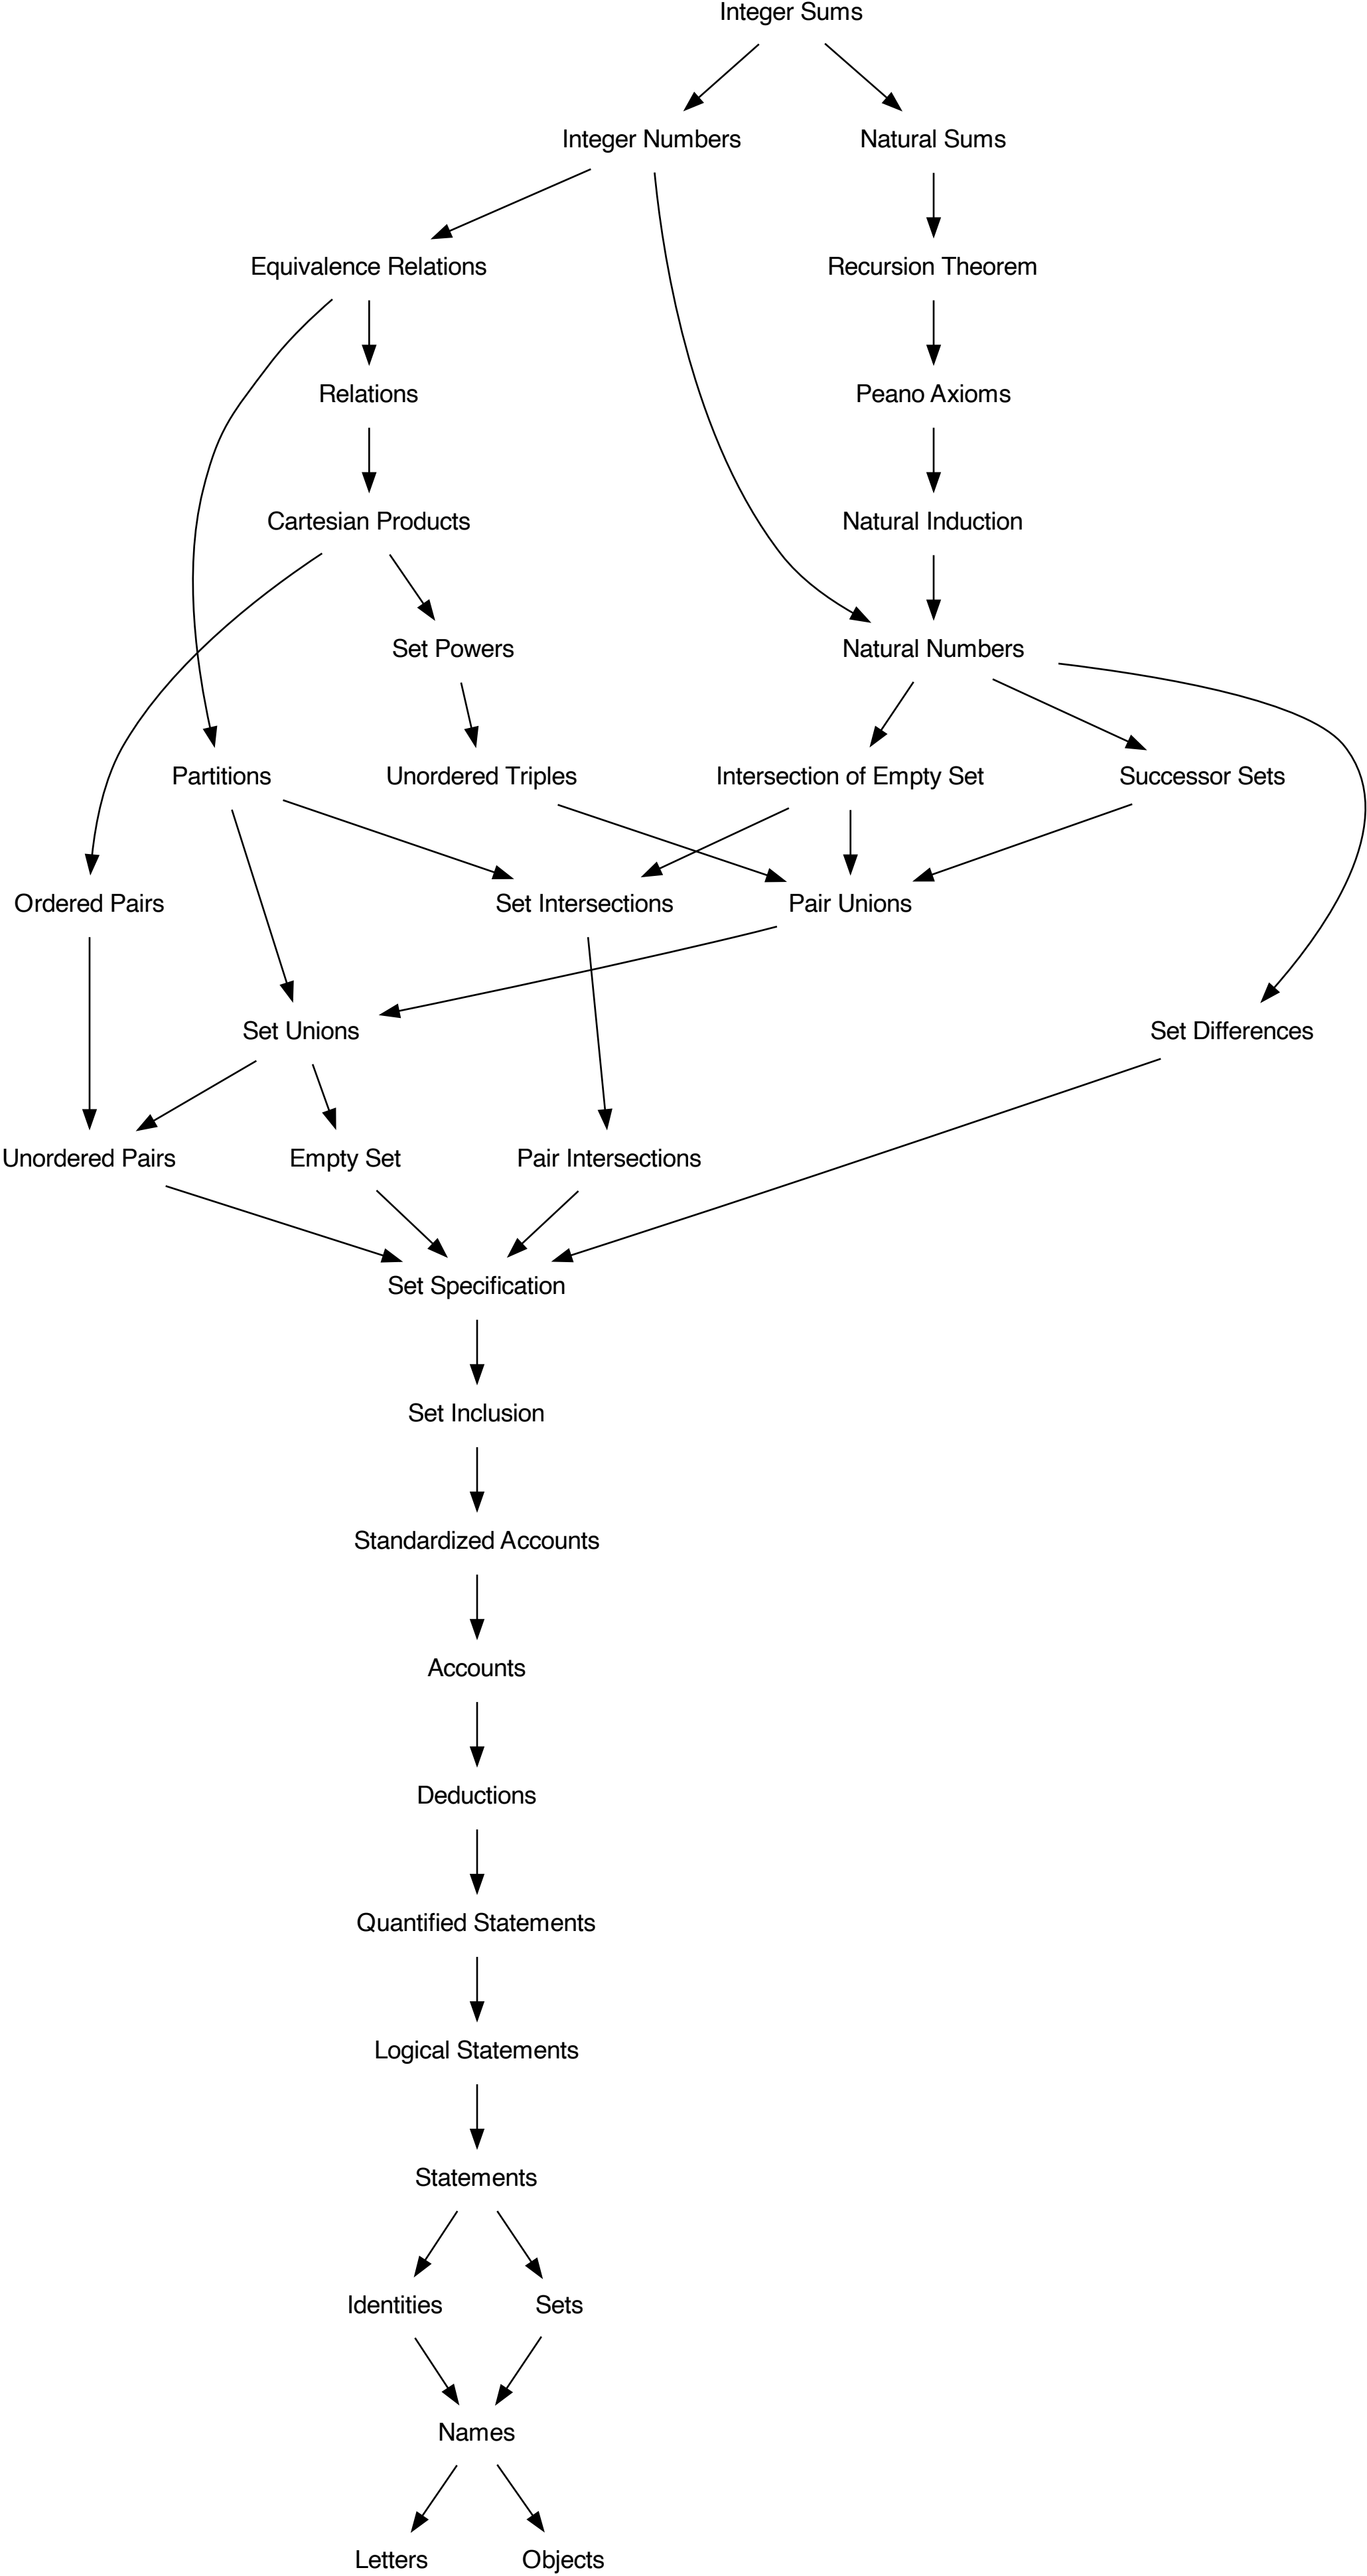 Integer Sums
Integer Numbers
Natural Sums
Equivalence Relations
Recursion Theorem
Relations
Peano Axioms
Cartesian Products
Natural Induction
Set Powers
Natural Numbers
Partitions
Unordered Triples
Intersection of Empty Set
Successor Sets
Ordered Pairs
Set Intersections
Pair Unions
Set Unions
Set Differences
Unordered Pairs
Empty Set
Pair Intersections
Set Specification
Set Inclusion
Standardized Accounts
Accounts
Deductions
Quantified Statements
Logical Statements
Statements
Identities
Sets
Names
Letters
Objects